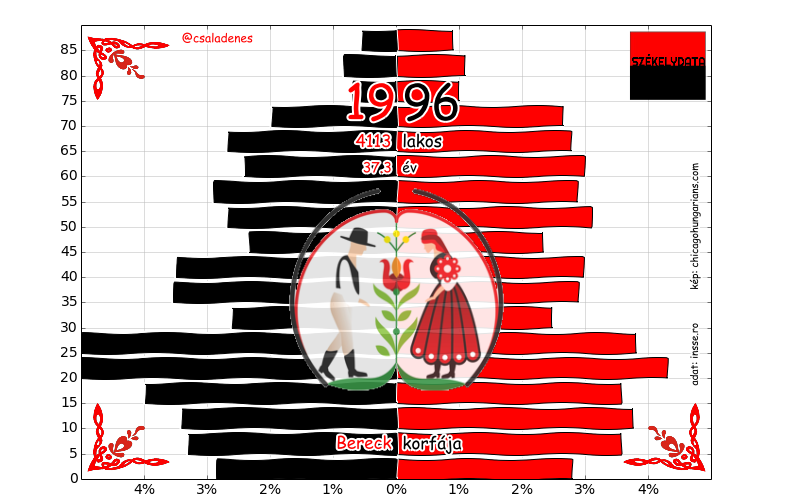 @csaladenes
SZÉKELYDATA
1996
4113 lakos
37.3 év
kép: chicagohungarians.com
adat: insse.ro
Bereck korfája
85
80
75
70
65
60
55
50
45
40
35
30
25
20
15
10
5
0
4% 3% 2% 1% 0% 1% 2% 3% 4%